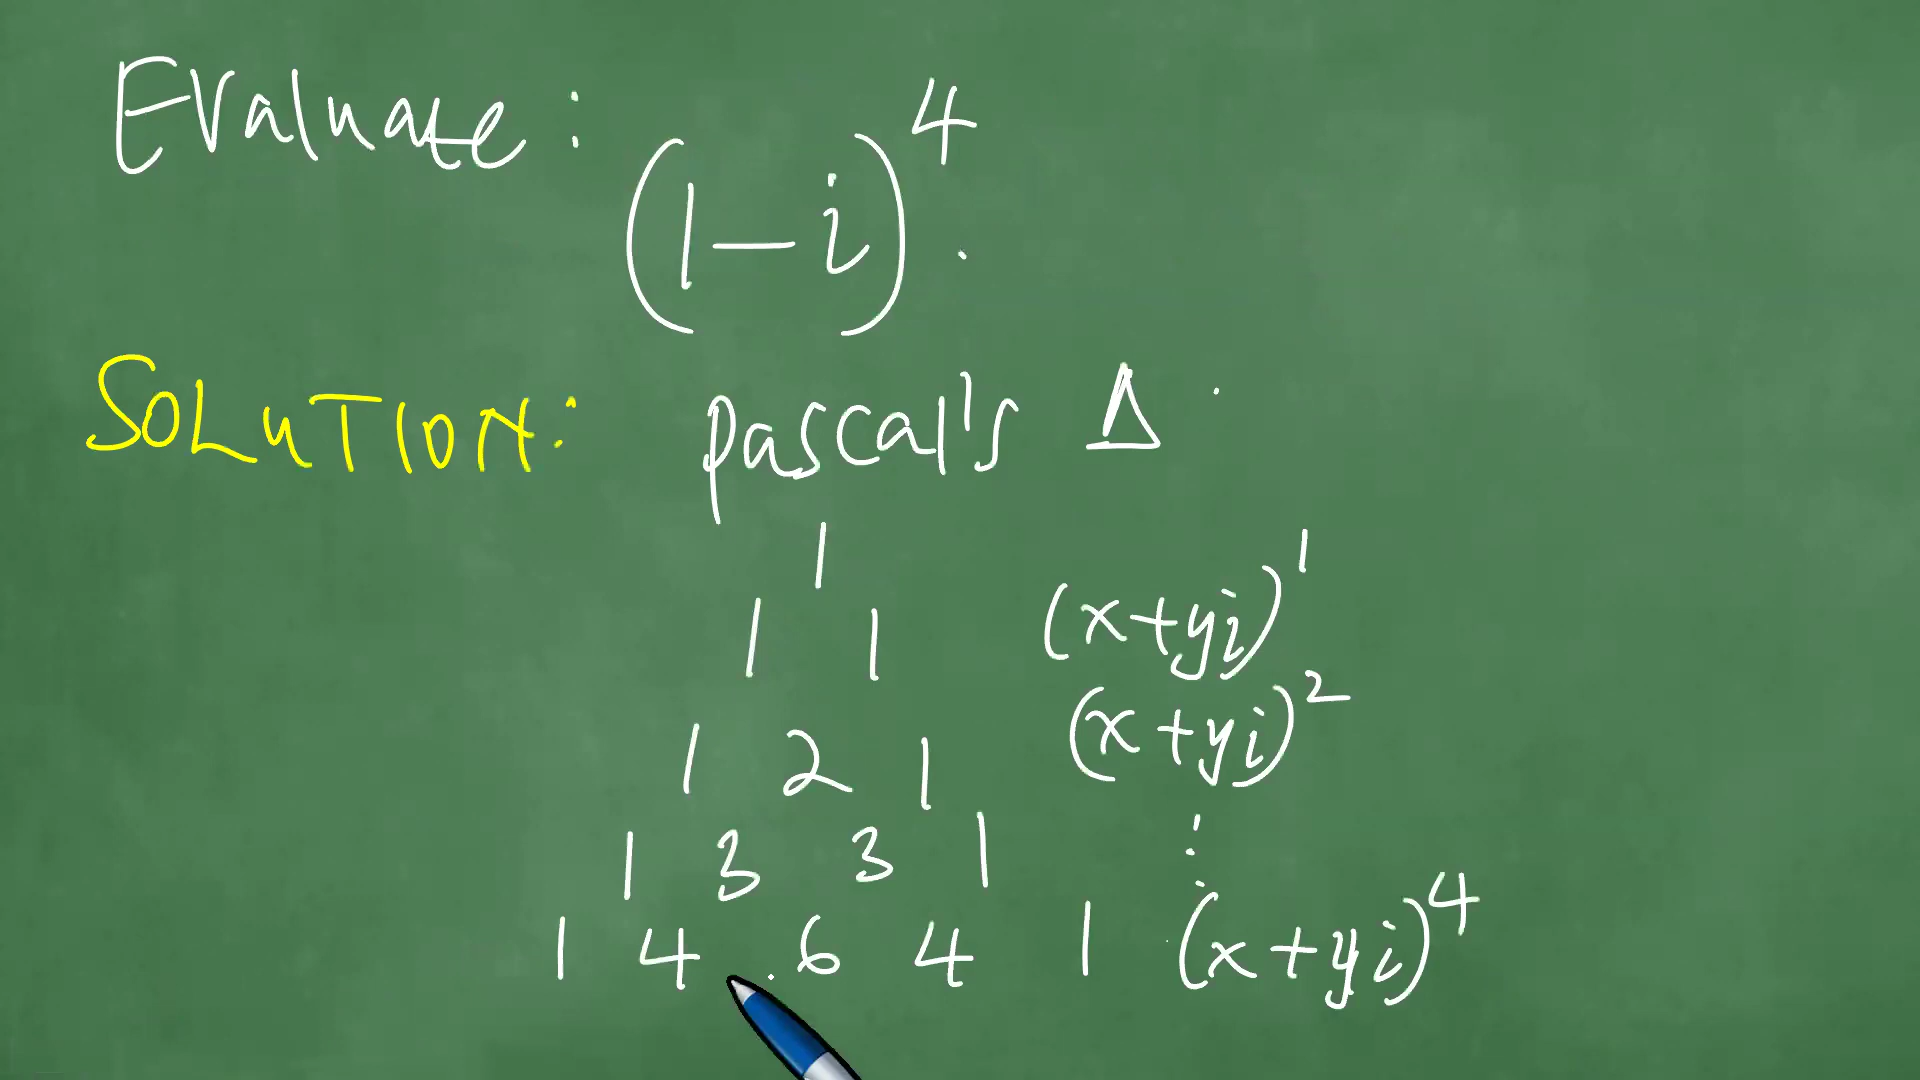 Evaluate: (1-i)⁴.
SOLUTION: pascal's Δ
1
1 1 (x+yi)¹
1 2 1 (x+yi)²
1 3 3 1 ⋮
1 4 6 4 1 (x+yi)⁴